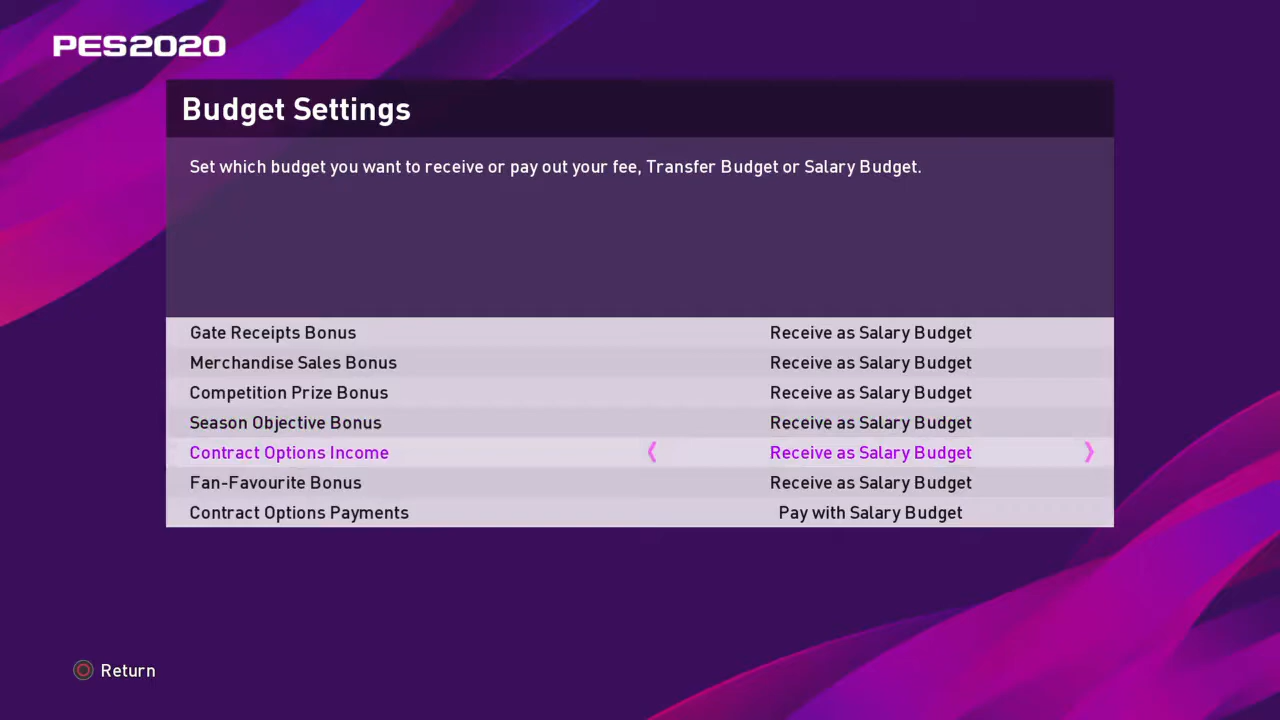 PES2020
Budget Settings
Set which budget you want to receive or pay out your fee, Transfer Budget or Salary Budget.
Gate Receipts Bonus Receive as Salary Budget
Merchandise Sales Bonus Receive as Salary Budget
Competition Prize Bonus Receive as Salary Budget
Season Objective Bonus Receive as Salary Budget
Contract Options Income Receive as Salary Budget
Fan-Favourite Bonus Receive as Salary Budget
Contract Options Payments Pay with Salary Budget
Return